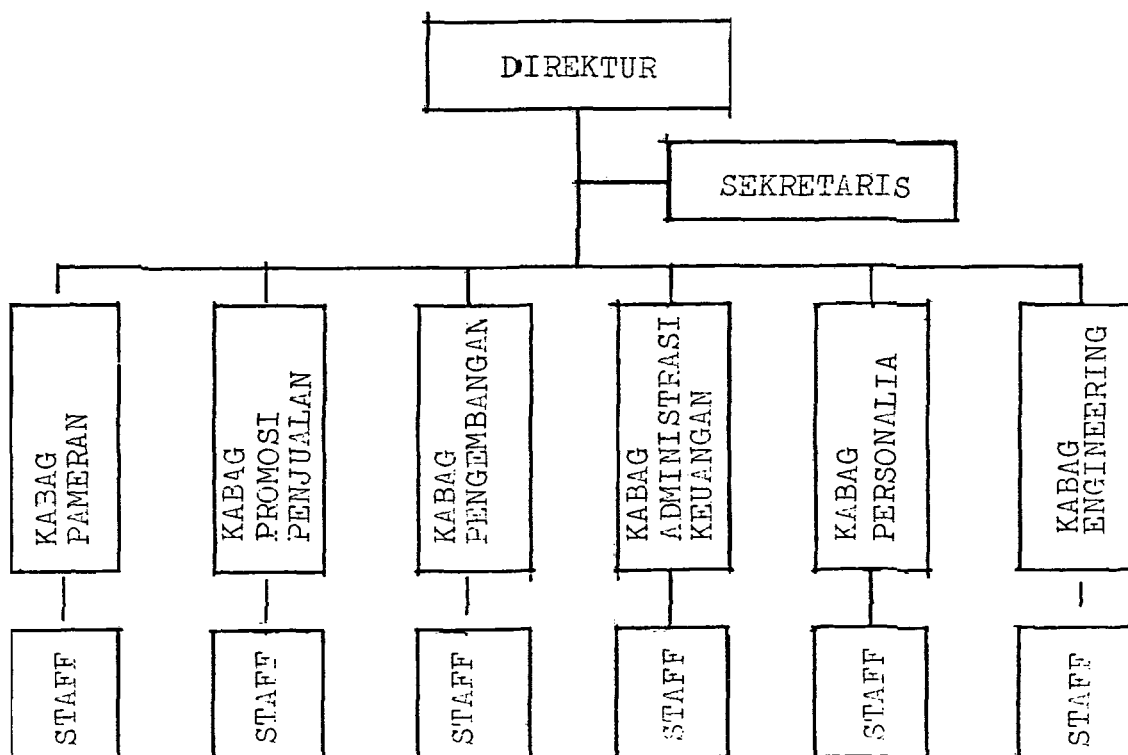 DIREKTUR
SEKRETARIS
KABAG
PAMERAN
KABAG
PROMOSI
PENJUALAN
KABAG
PENGEMBANGAN
KABAG
ADMINISTRASI
KEUANGAN
KABAG
PERSONALIA
KABAG
ENGINEERING
STAFF
STAFF
STAFF
STAFF
STAFF
STAFF